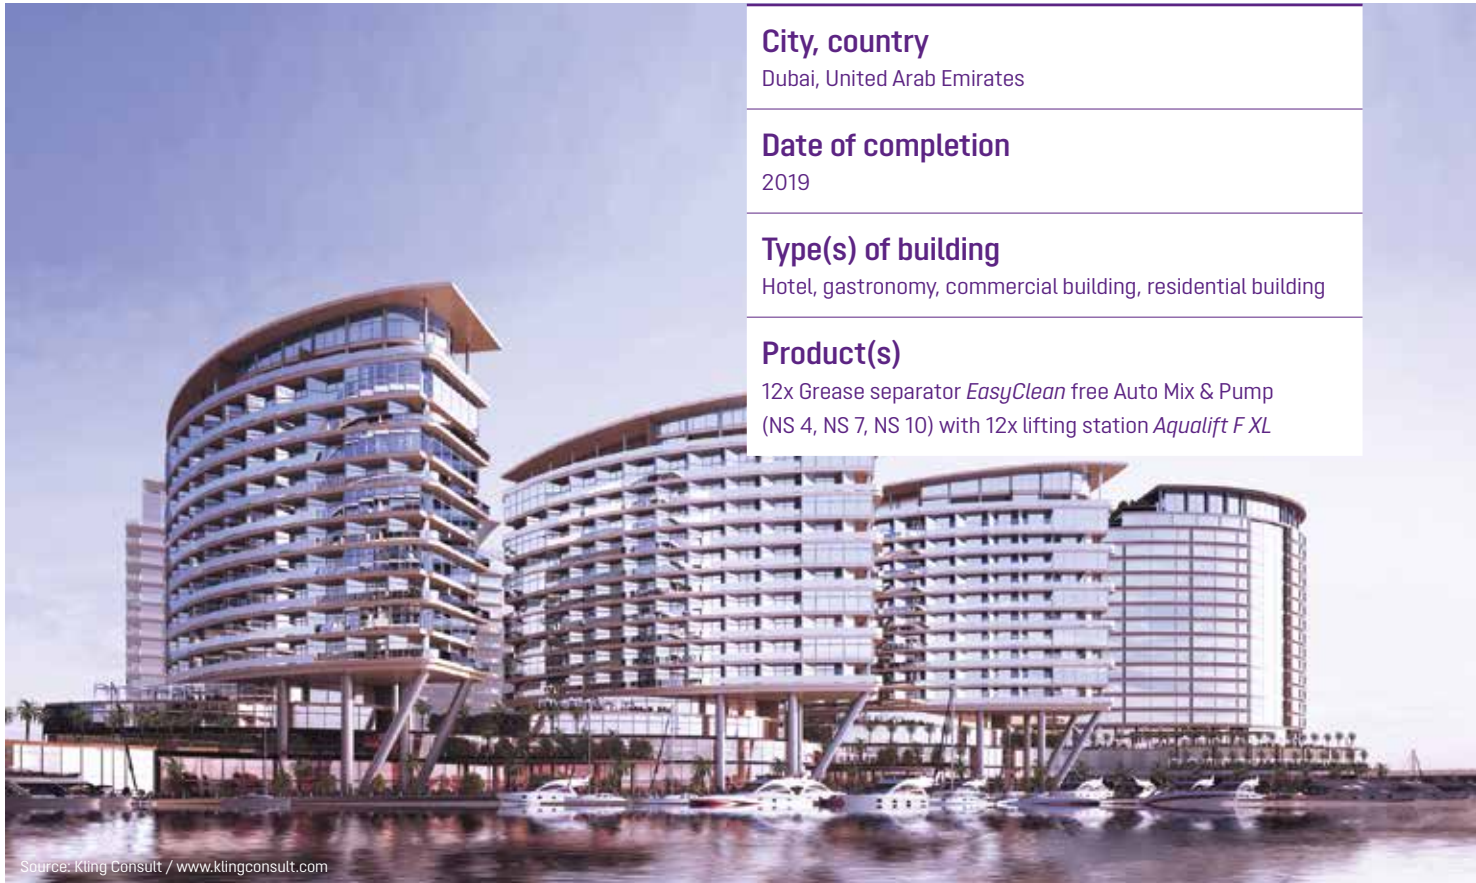 City, country
Dubai, United Arab Emirates
Date of completion
2019
Type(s) of building
Hotel, gastronomy, commercial building, residential building
Product(s)
12x Grease separator EasyClean free Auto Mix & Pump
(NS 4, NS 7, NS 10) with 12x lifting station Aqualift F XL
Source: Kling Consult / www.klingconsult.com